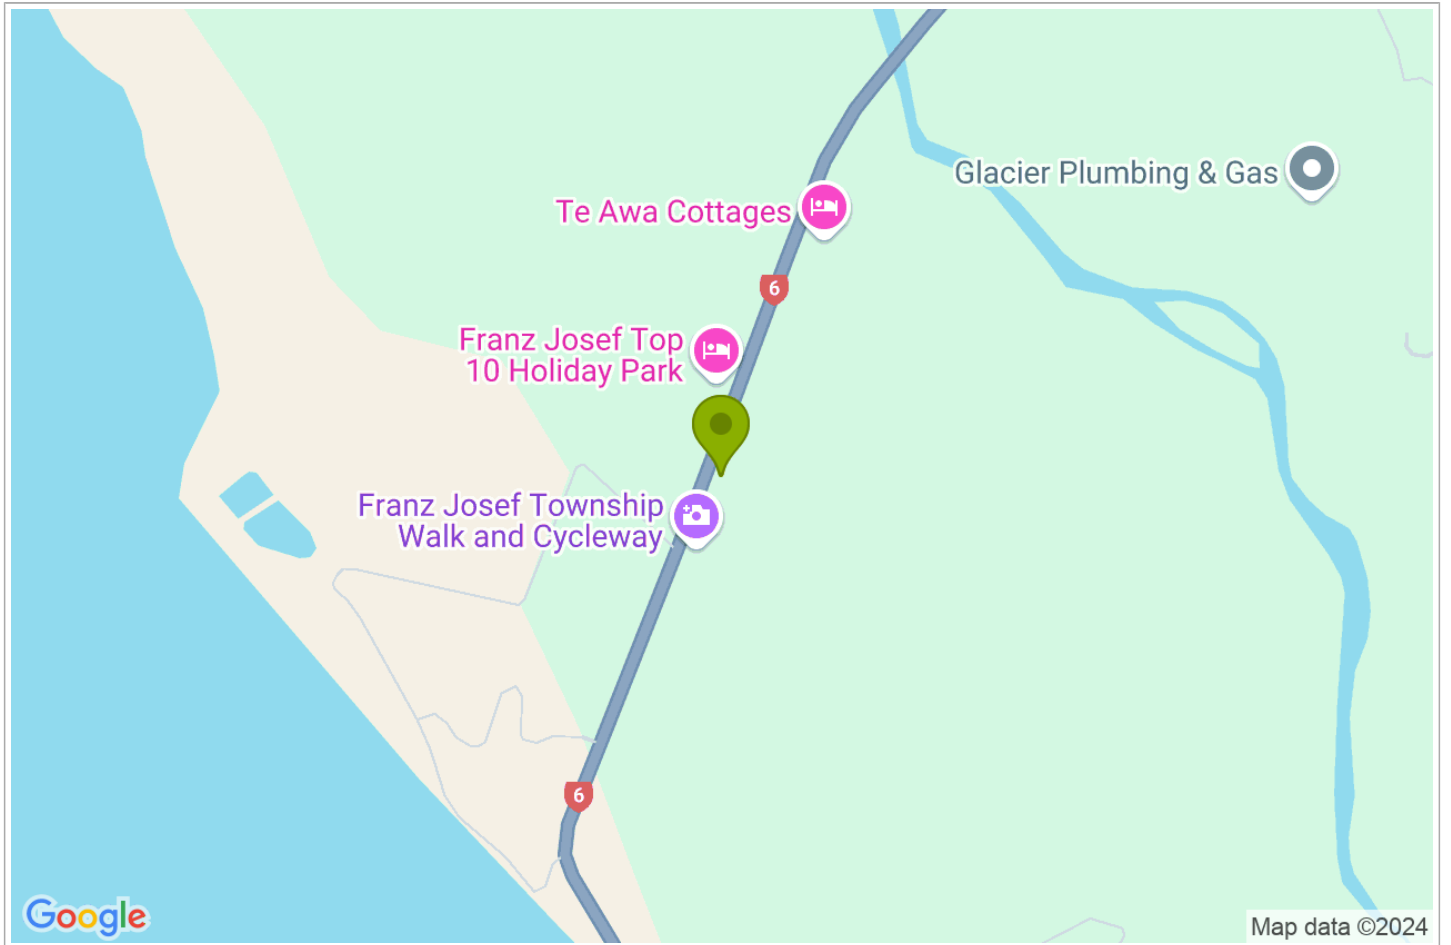 Glacier Plumbing & Gas
Te Awa Cottages
6
Franz Josef Top
10 Holiday Park
Franz Josef Township
Walk and Cycleway
6
Google
Map data ©2024